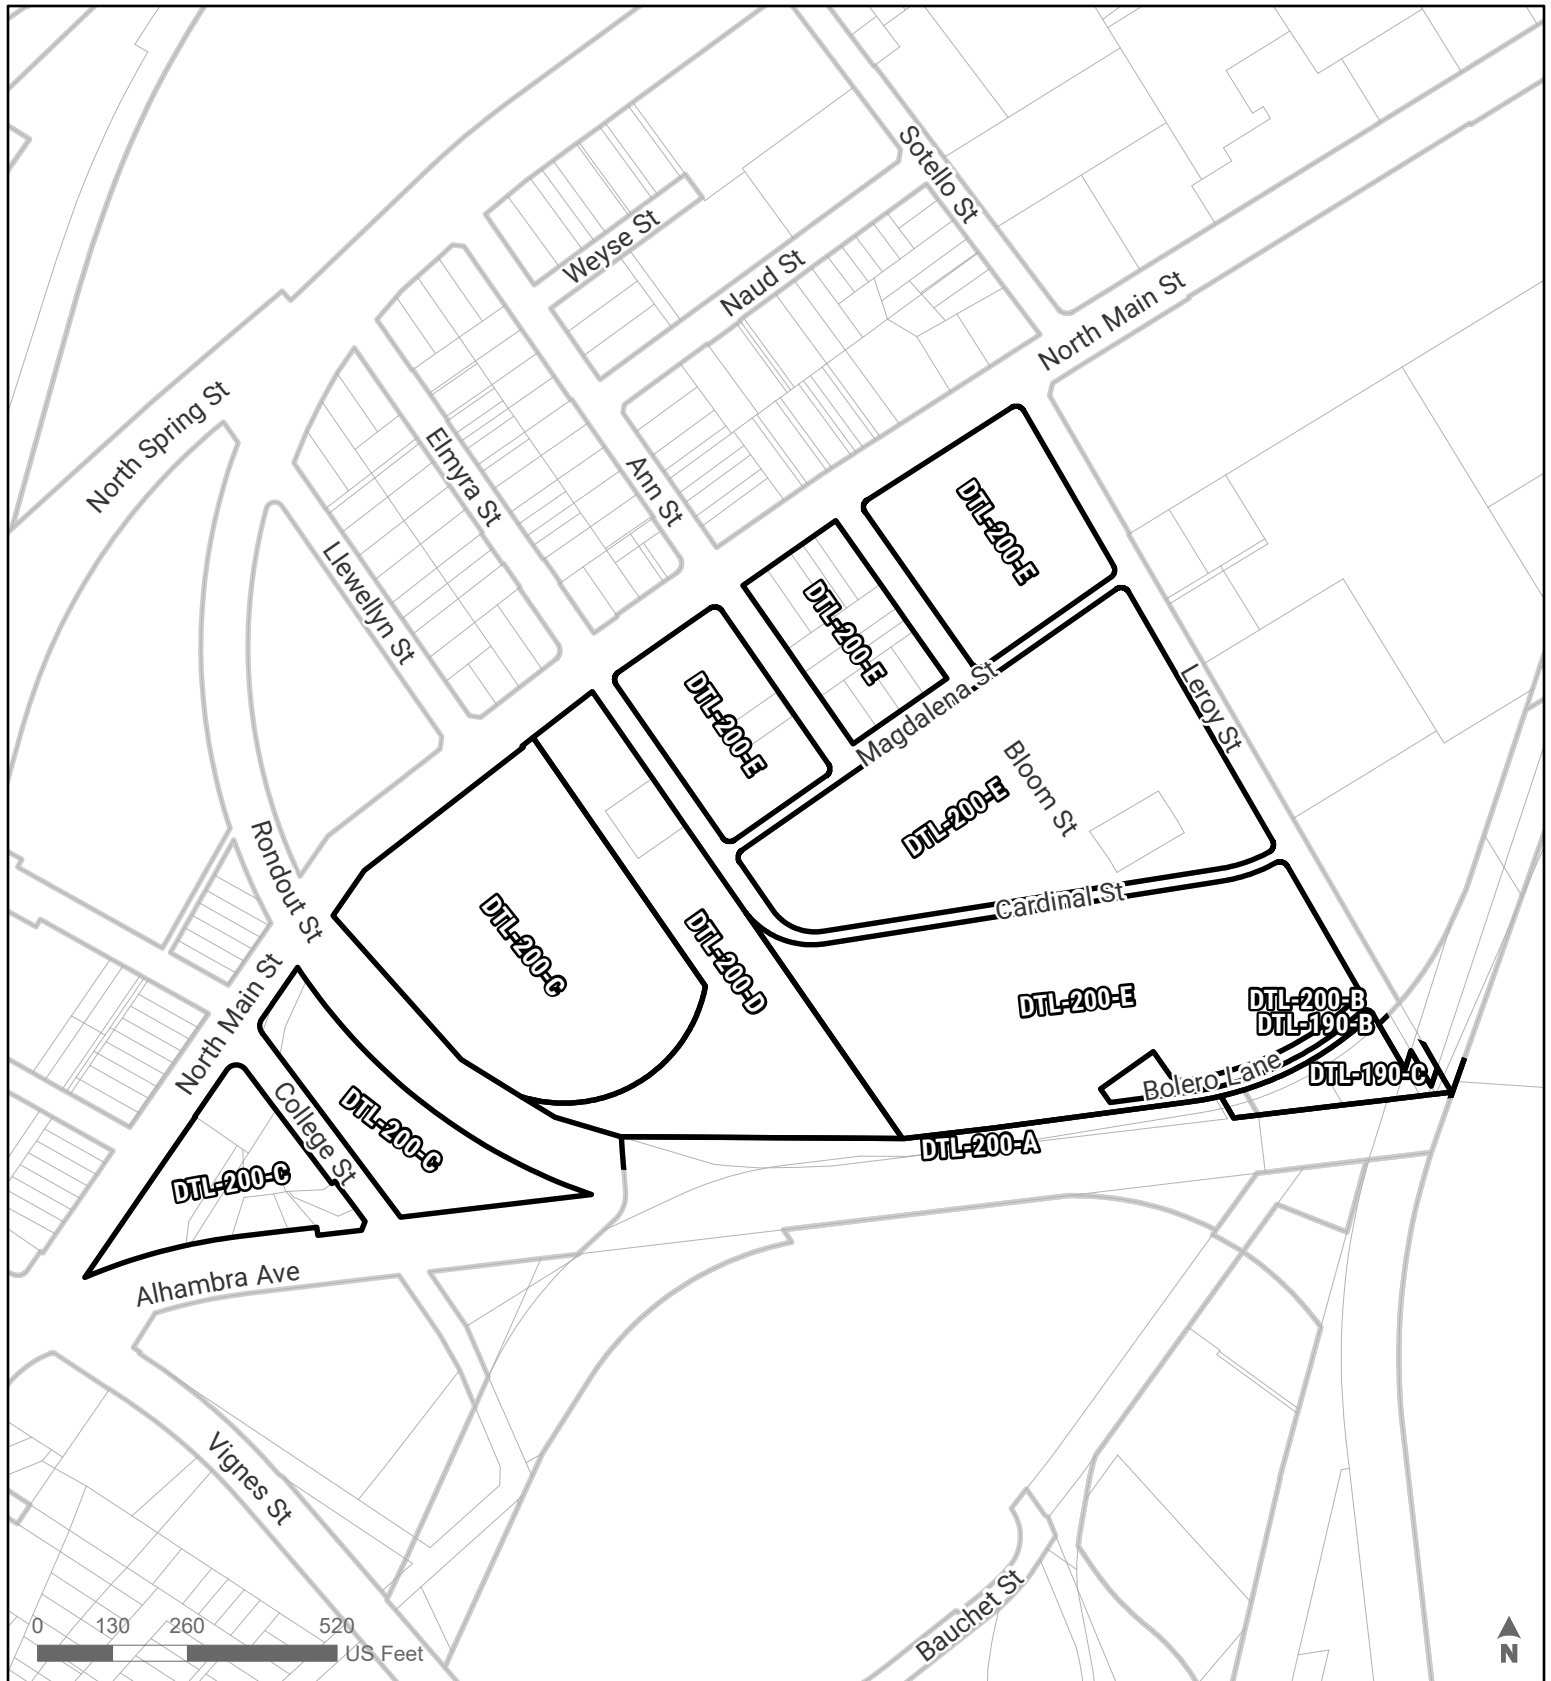 Sotello St
Weyse St
Naud St
North Main St
North Spring St
Elmyra St
Ann St
DTL-200-E
Llewellyn St
DTL-200-E
DTL-200-E
Magdalena St
Leroy St
Bloom St
DTL-200-E
Rondout St
DTL-200-C
DTL-200-D
Cardinal St
North Main St
DTL-200-E
DTL-200-B
DTL-190-B
College St
DTL-200-C
Bolero Lane
DTL-190-C
DTL-200-A
DTL-200-C
Alhambra Ave
Vignes St
Bauchet St
0 130 260 520
US Feet
N